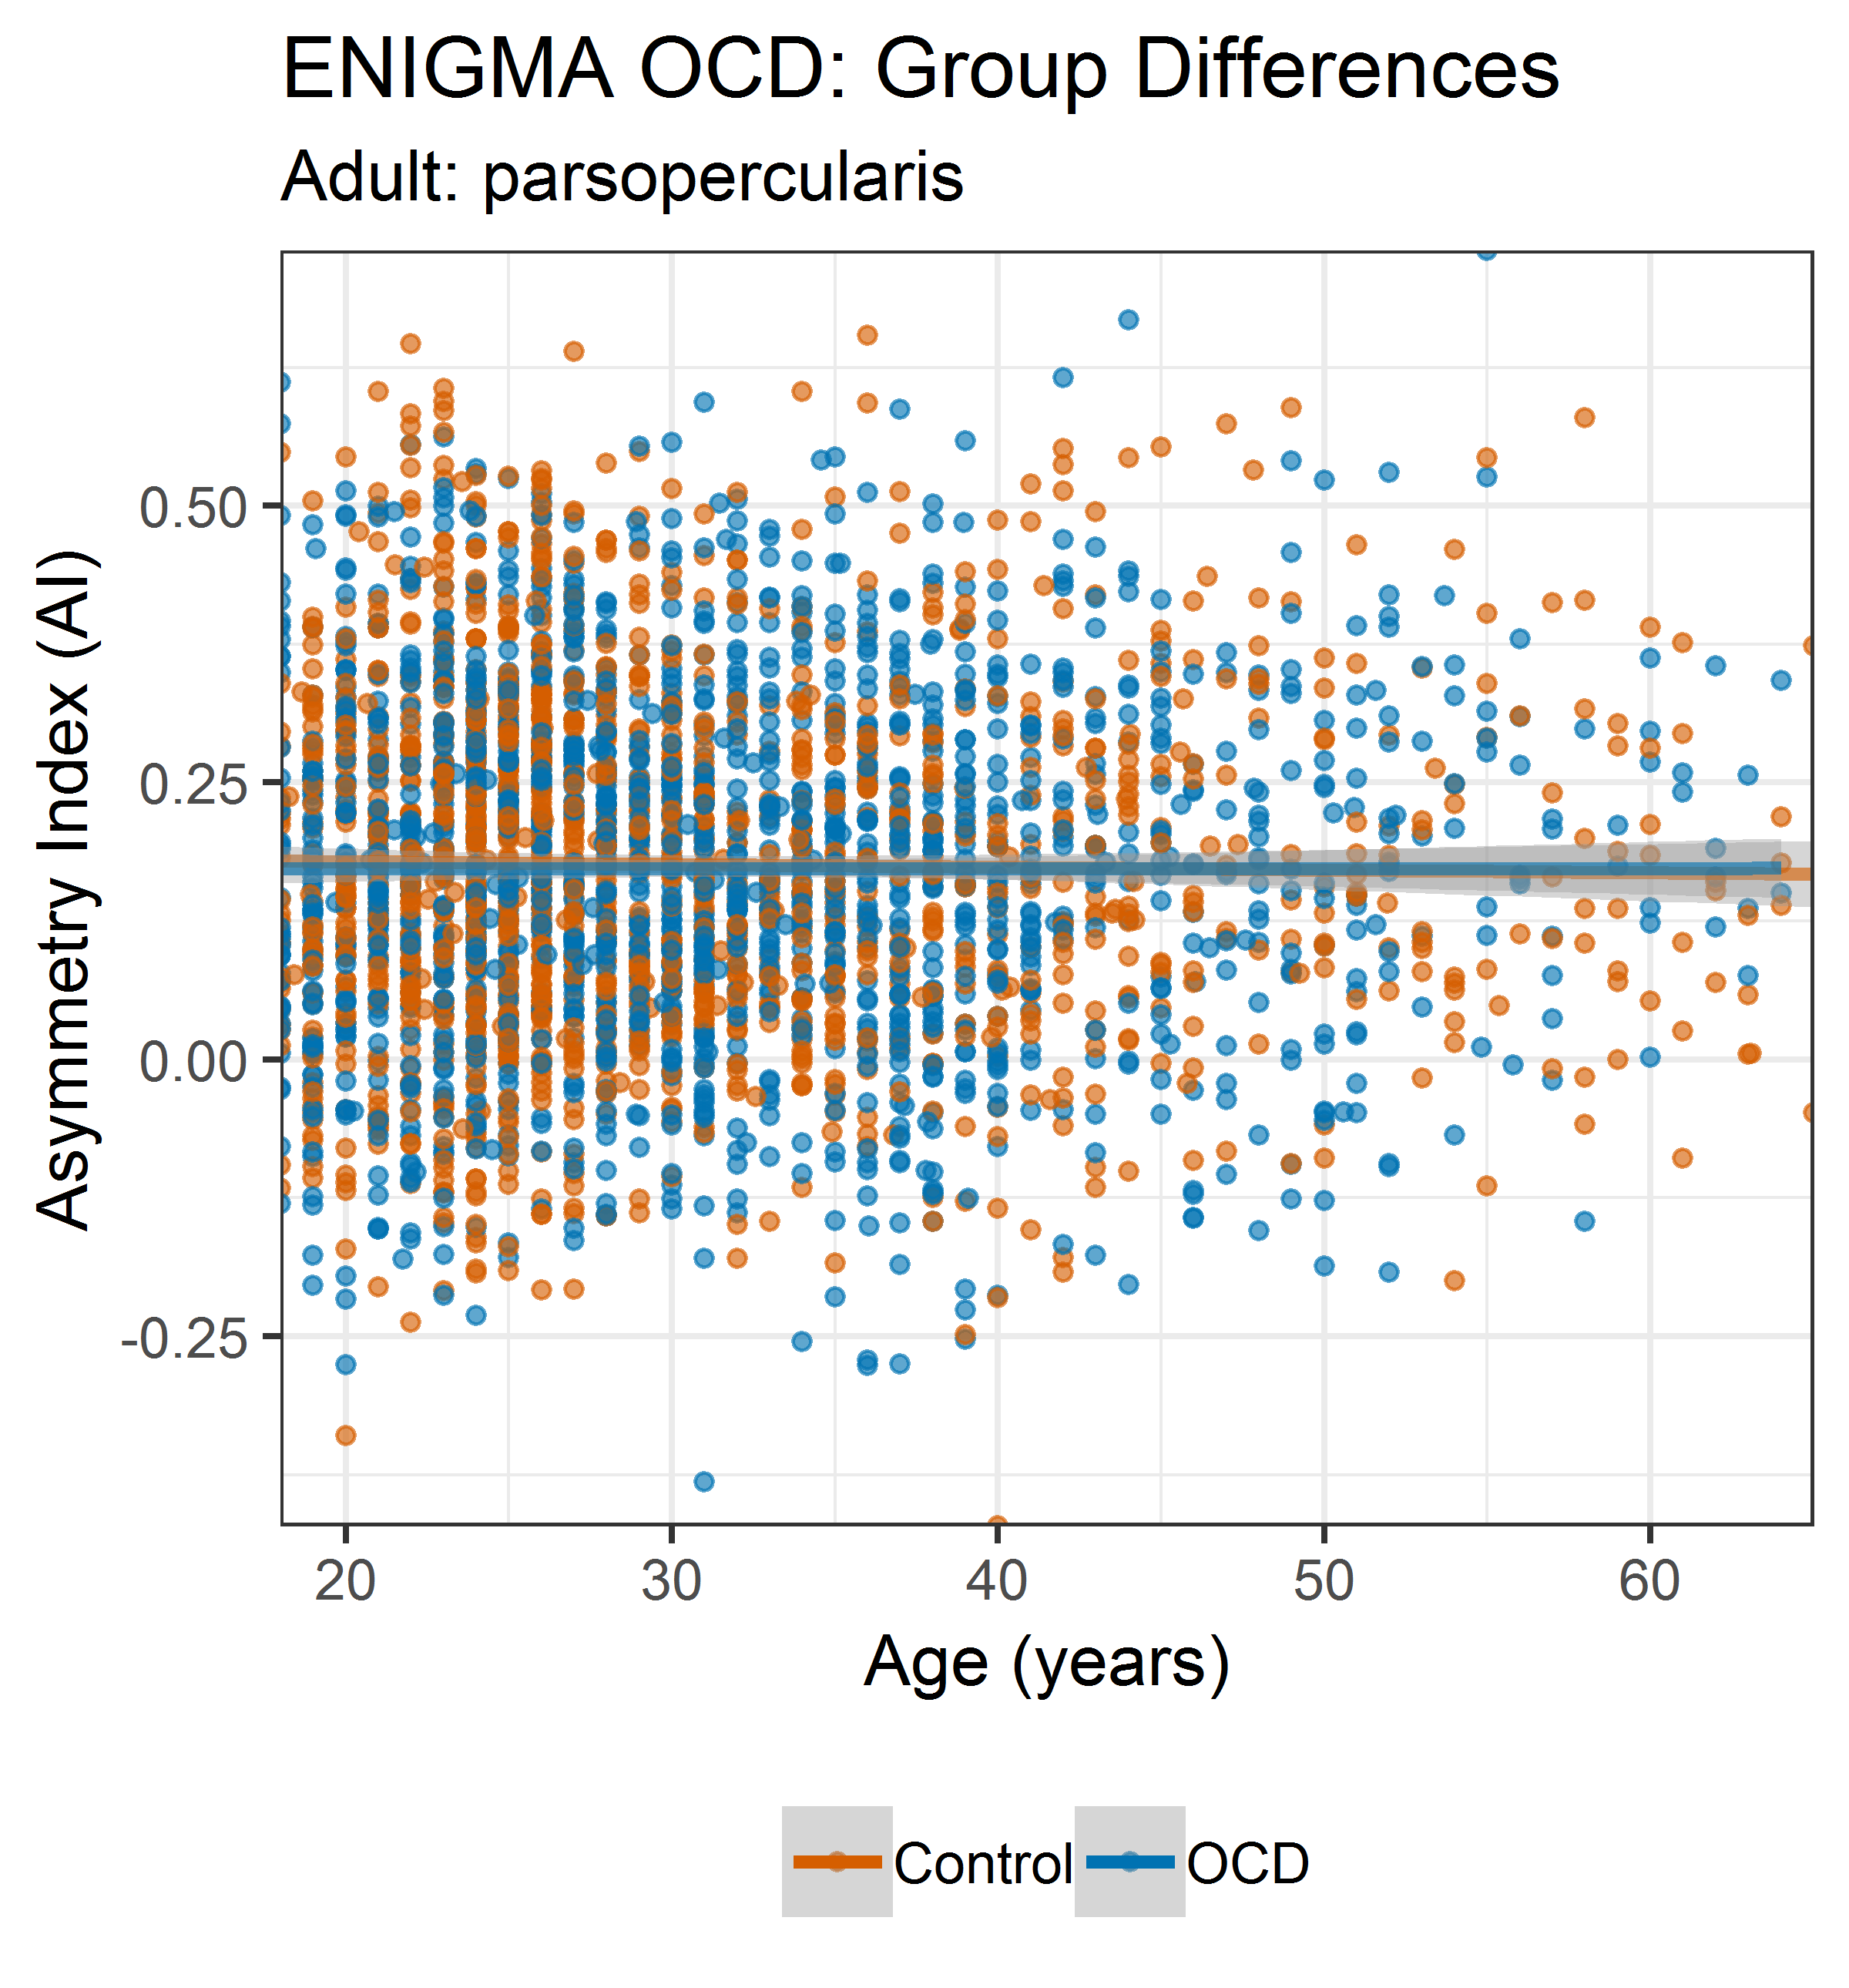 ENIGMA OCD: Group Differences
Adult: parsopercularis
Asymmetry Index (AI)
0.50
0.25
0.00
-0.25
20 30 40 50 60
Age (years)
Control OCD